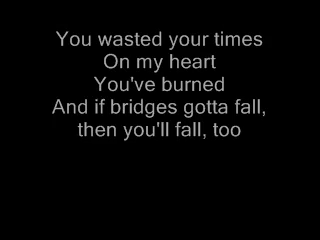 You wasted your times
On my heart
You've burned
And if bridges gotta fall,
then you'll fall, too